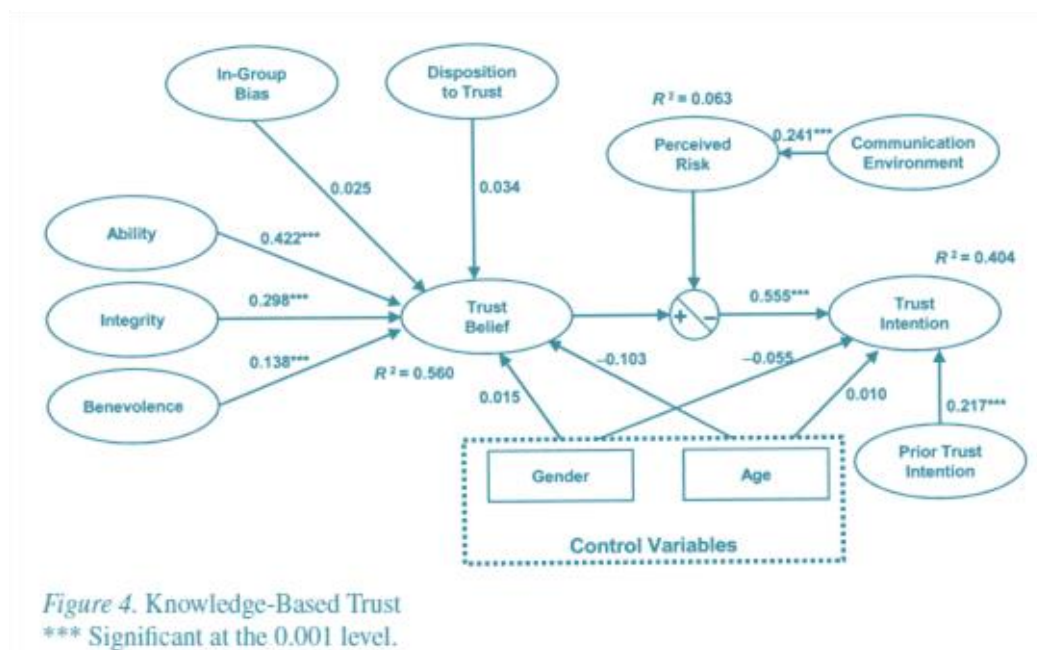 In-Group
Bias
Disposition
to Trust
R² = 0.063
Perceived
Risk
0.241***
Communication
Environment
0.025
0.034
Ability
0.422***
R² = 0.404
Integrity
0.298***
Trust
Belief
+ –
0.555***
Trust
Intention
Benevolence
0.138***
R² = 0.560
–0.103
–0.055
0.015
0.010
0.217***
Gender
Age
Prior Trust
Intention
Control Variables
Figure 4. Knowledge-Based Trust
*** Significant at the 0.001 level.